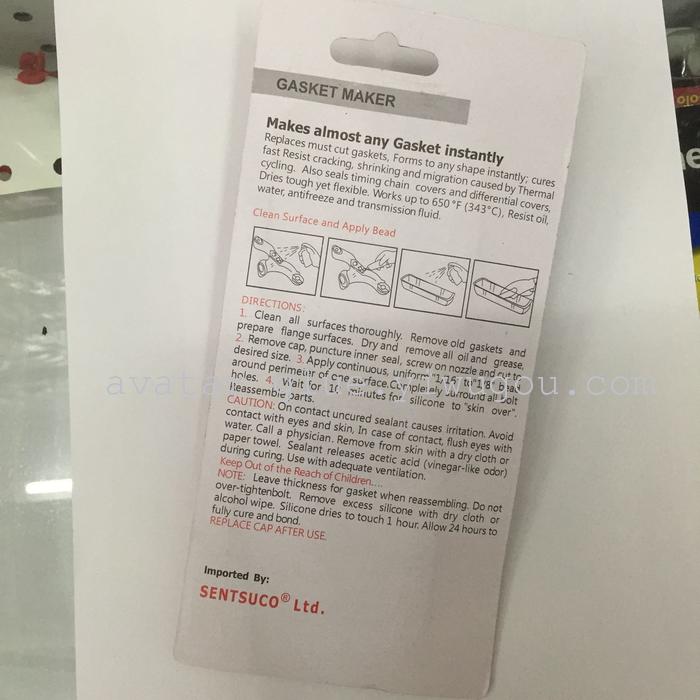 GASKET MAKER
Makes almost any Gasket instantly
Replaces must cut gaskets, Forms to any shape instantly; cures
fast Resist cracking, shrinking and migration caused by Thermal
cycling. Also seals timing chain covers and differential covers,
Dries tough yet flexible. Works up to 650°F (343°C), Resist oil,
water, antifreeze and transmission fluid.
Clean Surface and Apply Bead
DIRECTIONS:
1. Clean all surfaces thoroughly. Remove old gaskets and
prepare flange surfaces. Dry and remove all oil and grease,
2. Remove cap, puncture inner seal, screw on nozzle and cut to
desired size. 3. Apply continuous, uniform
around perimeter of one surface. Completely surround all bolt
holes. 4. Wait for minutes for silicone to "skin over".
Reassemble parts.
CAUTION: On contact uncured sealant causes irritation. Avoid
contact with eyes and skin, In case of contact, flush eyes with
water. Call a physician. Remove from skin with a dry cloth or
paper towel. Sealant releases acetic acid (vinegar-like odor)
during curing. Use with adequate ventilation.
Keep Out of the Reach of Children....
NOTE: Leave thickness for gasket when reassembling. Do not
over-tightenbolt. Remove excess silicone with dry cloth or
alcohol wipe. Silicone dries to touch 1 hour. Allow 24 hours to
fully cure and bond.
REPLACE CAP AFTER USE.
Imported By:
SENTSUCO® Ltd.